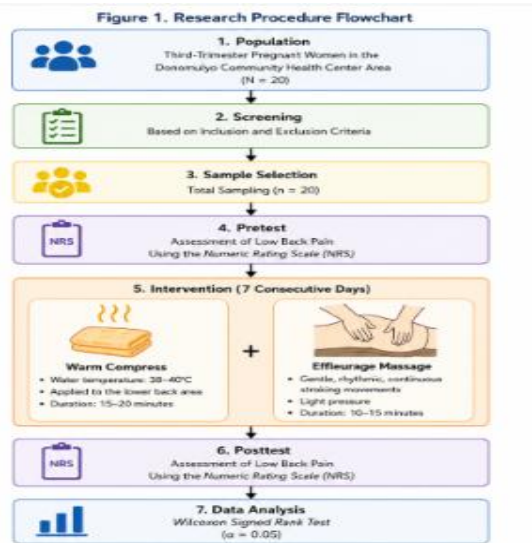 Figure 1. Research Procedure Flowchart
1. Population
Third-Trimester Pregnant Women in the
Donomulyo Community Health Center Area
(N = 20)
2. Screening
Based on Inclusion and Exclusion Criteria
3. Sample Selection
Total Sampling (n = 20)
NRS
4. Pretest
Assessment of Low Back Pain
Using the Numeric Rating Scale (NRS)
5. Intervention (7 Consecutive Days)
Warm Compress
• Water temperature: 38–40°C
• Applied to the lower back area
• Duration: 15–20 minutes
+
Effleurage Massage
• Gentle, rhythmic, continuous
stroking movements
• Light pressure
• Duration: 10–15 minutes
NRS
6. Posttest
Assessment of Low Back Pain
Using the Numeric Rating Scale (NRS)
7. Data Analysis
Wilcoxon Signed Rank Test
(α = 0.05)